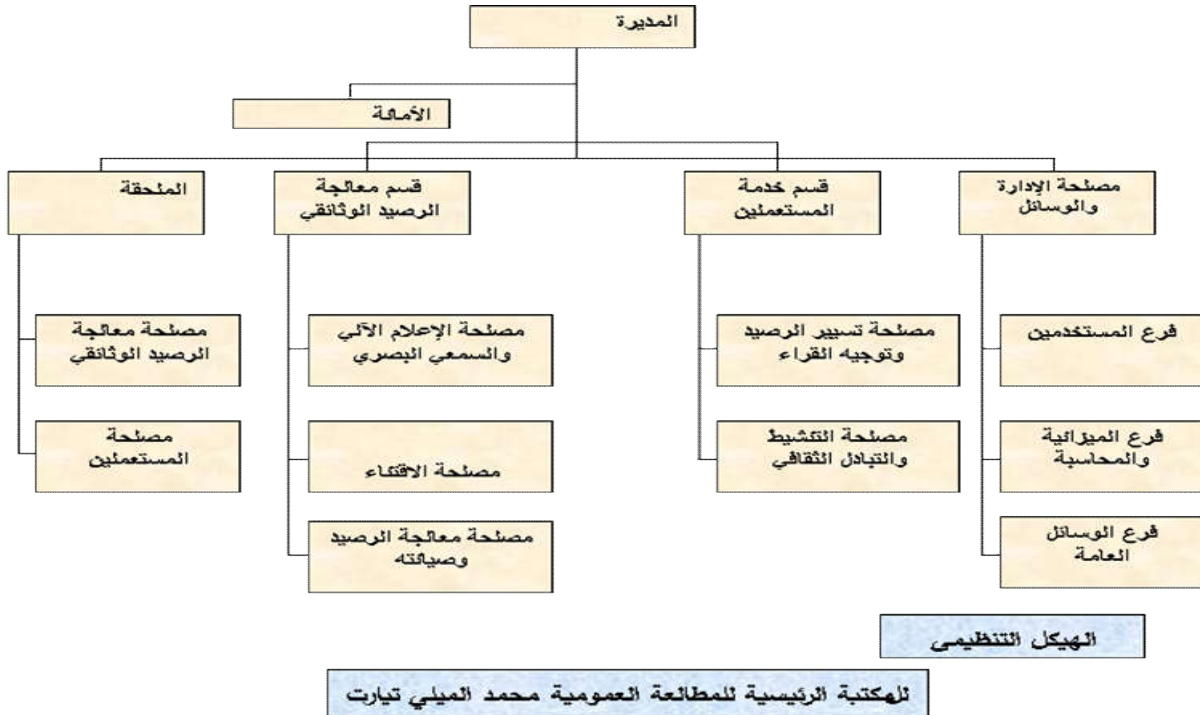 المديرة
الأمانة
مصلحة الإدارة
والوسائل
قسم خدمة
المستعملين
قسم معالجة
الرصيد الوثائقي
الملحقة
فرع المستخدمين
مصلحة تسيير الرصيد
وتوجيه القراء
مصلحة الإعلام الآلي
والسمعي البصري
مصلحة معالجة
الرصيد الوثائقي
فرع الميزانية
والمحاسبة
مصلحة التنشيط
والتبادل الثقافي
مصلحة الاقتناء
مصلحة
المستعملين
فرع الوسائل
العامة
مصلحة معالجة الرصيد
وصيانته
الهيكل التنظيمي
للمكتبة الرئيسية للمطالعة العمومية محمد الميلي تيارت